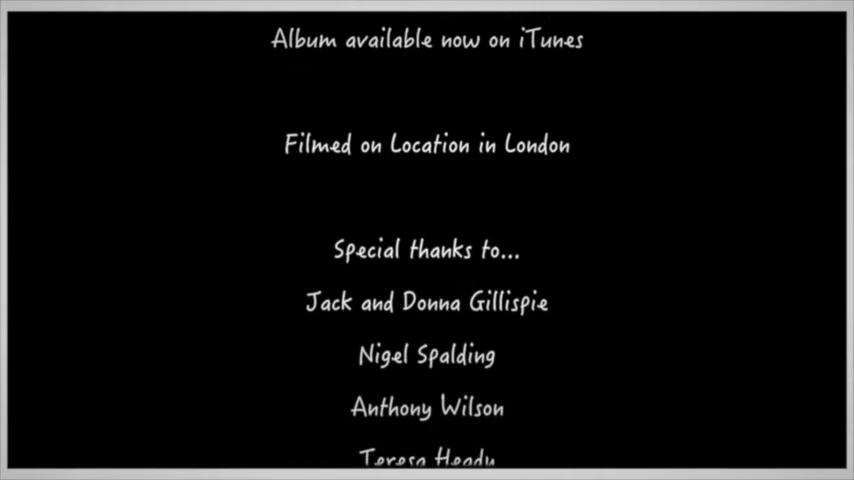 Album available now on iTunes
Filmed on Location in London
Special thanks to...
Jack and Donna Gillispie
Nigel Spalding
Anthony Wilson
Teresa